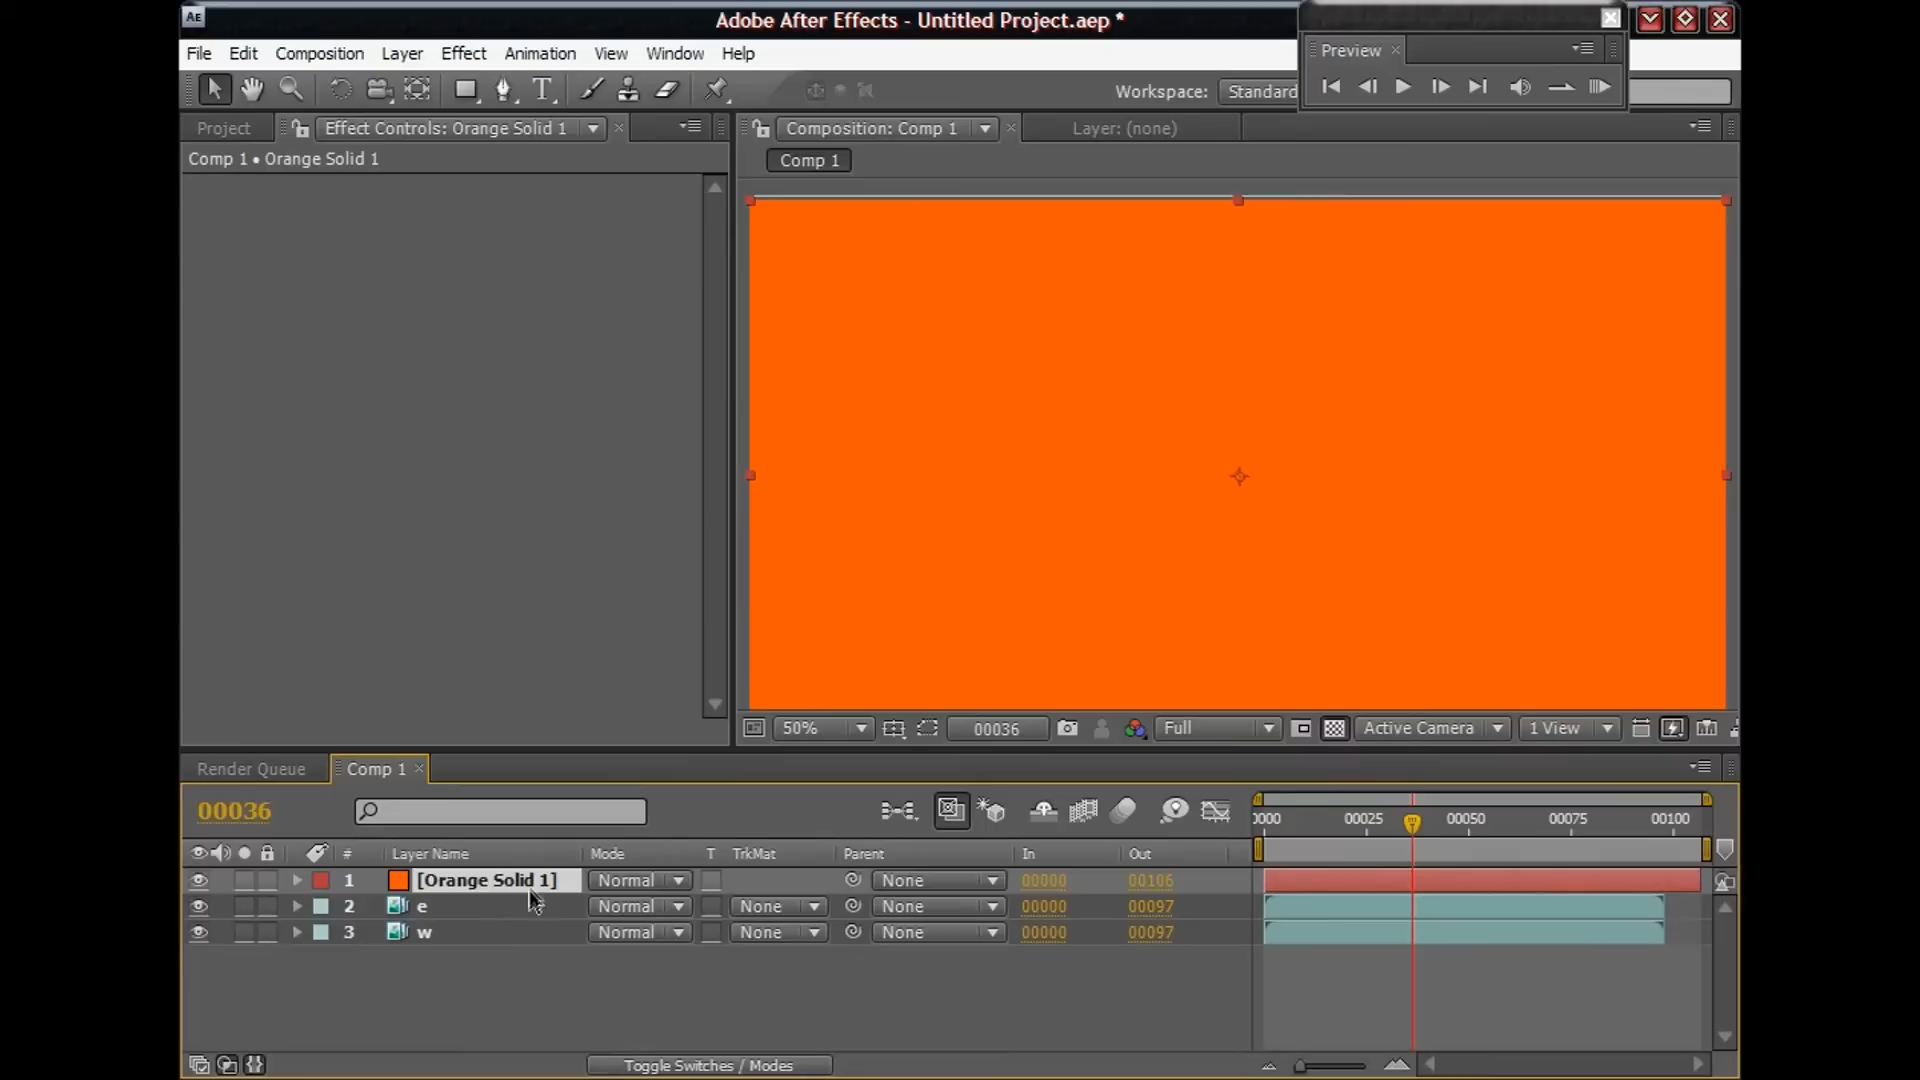 AE Adobe After Effects - Untitled Project.aep *
File Edit Composition Layer Effect Animation View Window Help
Preview
Workspace: Standard
Project Effect Controls: Orange Solid 1
Composition: Comp 1 Layer: (none)
Comp 1 • Orange Solid 1
Comp 1
50% 00036 Full Active Camera 1 View
Render Queue Comp 1
00036
0000 00025 00050 00075 00100
# Layer Name Mode T TrkMat Parent In Out
1 [Orange Solid 1] Normal None 00000 00106
2 e Normal None None 00000 00097
3 w Normal None None 00000 00097
Toggle Switches / Modes